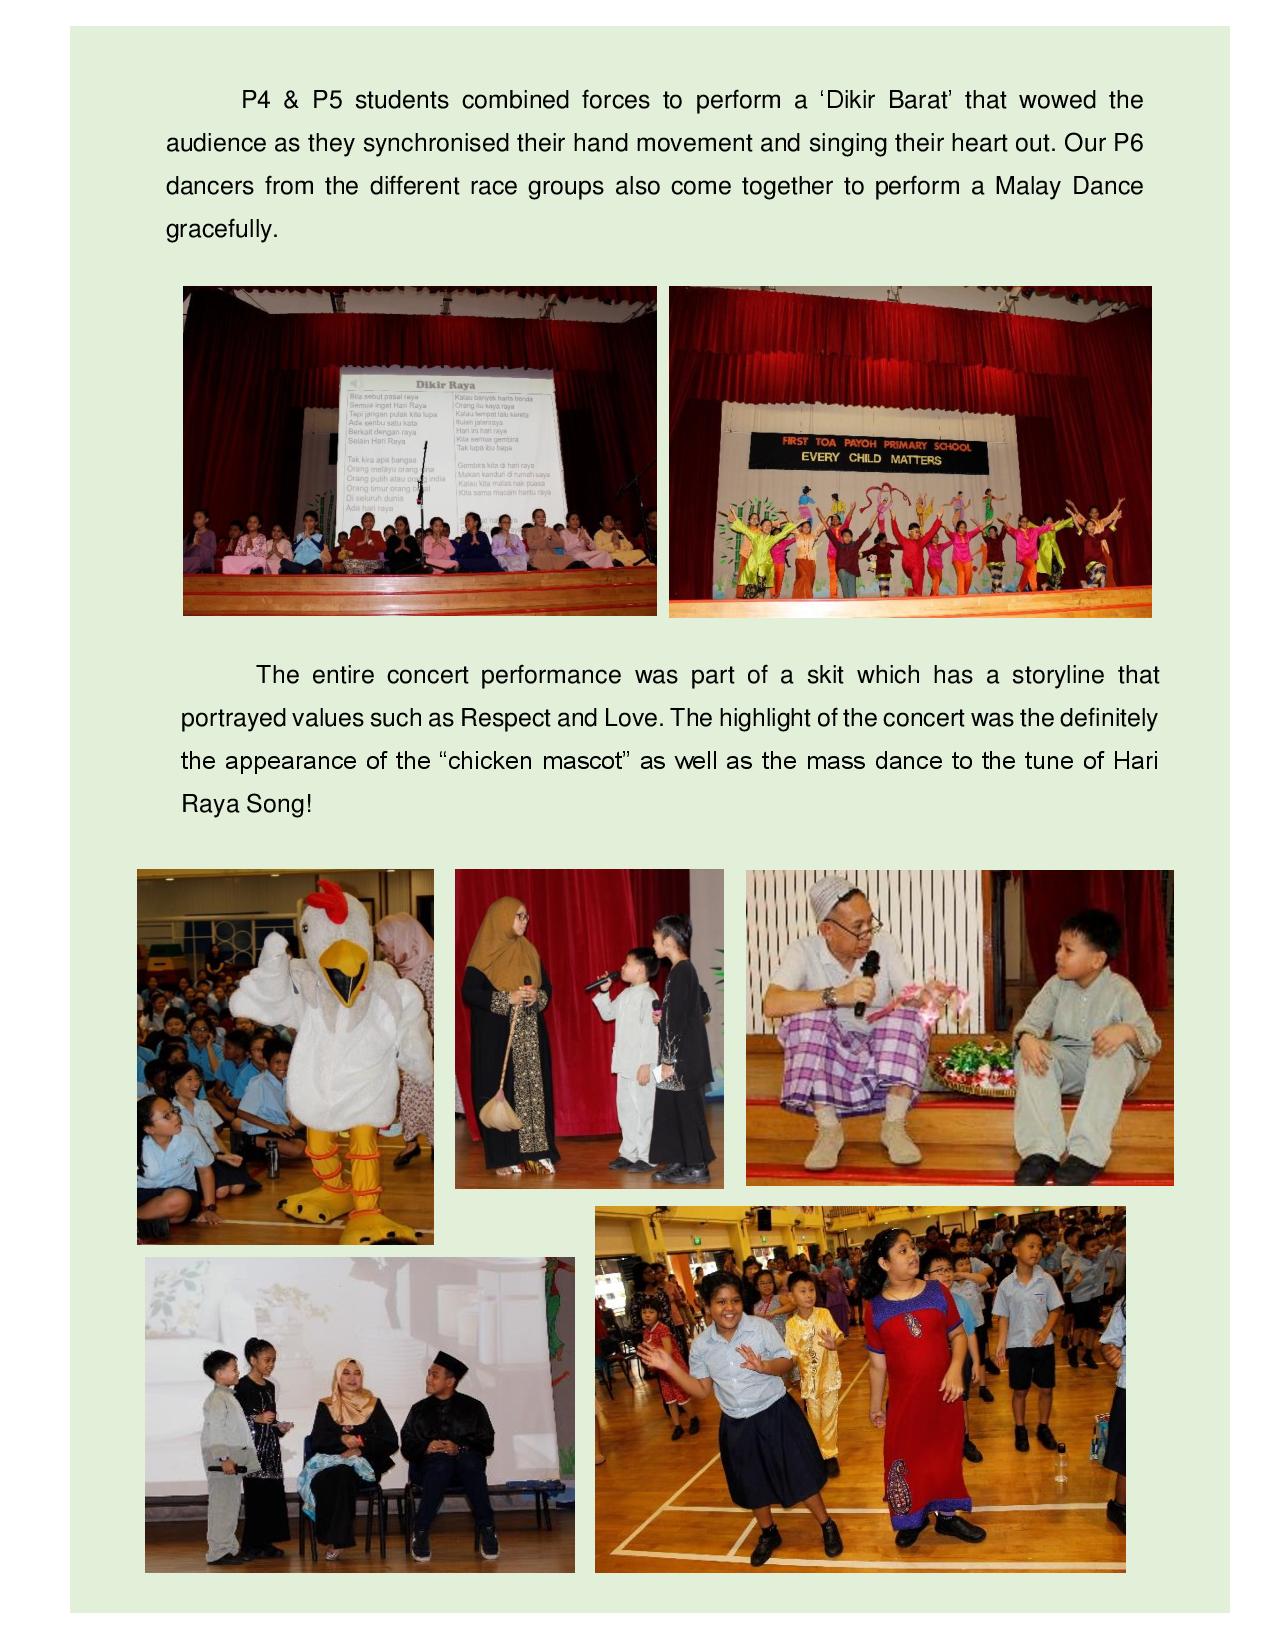 P4 & P5 students combined forces to perform a ‘Dikir Barat’ that wowed the
audience as they synchronised their hand movement and singing their heart out. Our P6
dancers from the different race groups also come together to perform a Malay Dance
gracefully.
Dikir Raya
Bila sebut pasal raya
Semua ingat Hari Raya
Tapi jangan pulak kita lupa
Ada seribu satu kata
Berkait dengan raya
Selain Hari Raya
Tak kira apa bangsa
Orang melayu orang
Orang putih atau orang india
Orang timur orang
Di seluruh dunia
Ada hari raya
Kalau banyak harta benda
Orang itu kaya raya
Kalau tempat lalu kereta
Itulah jalanraya
Hari ini hari raya
Kita semua gembira
Tak lupa ibu bapa
Gembira kita di hari raya
Makan kenduri di rumah saya
Kalau kita malas nak puasa
Kita sama macam hantu raya
FIRST TOA PAYOH PRIMARY SCHOOL
EVERY CHILD MATTERS
The entire concert performance was part of a skit which has a storyline that
portrayed values such as Respect and Love. The highlight of the concert was the definitely
the appearance of the “chicken mascot” as well as the mass dance to the tune of Hari
Raya Song!